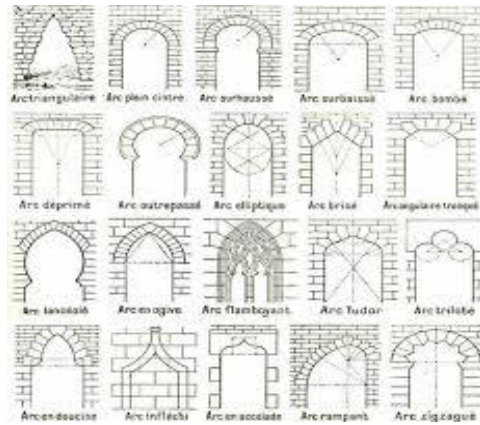 Arc triangulaire
Arc plein cintre
Arc surhaussé
Arc surbaissé
Arc bombé
Arc déprimé
Arc outrepassé
Arc elliptique
Arc brisé
Arc angulaire tronqué
Arc lancéolé
Arc en ogive
Arc flamboyant
Arc Tudor
Arc trilobé
Arc en doucine
Arc infléchi
Arc en accolade
Arc rampant
Arc zigzagué